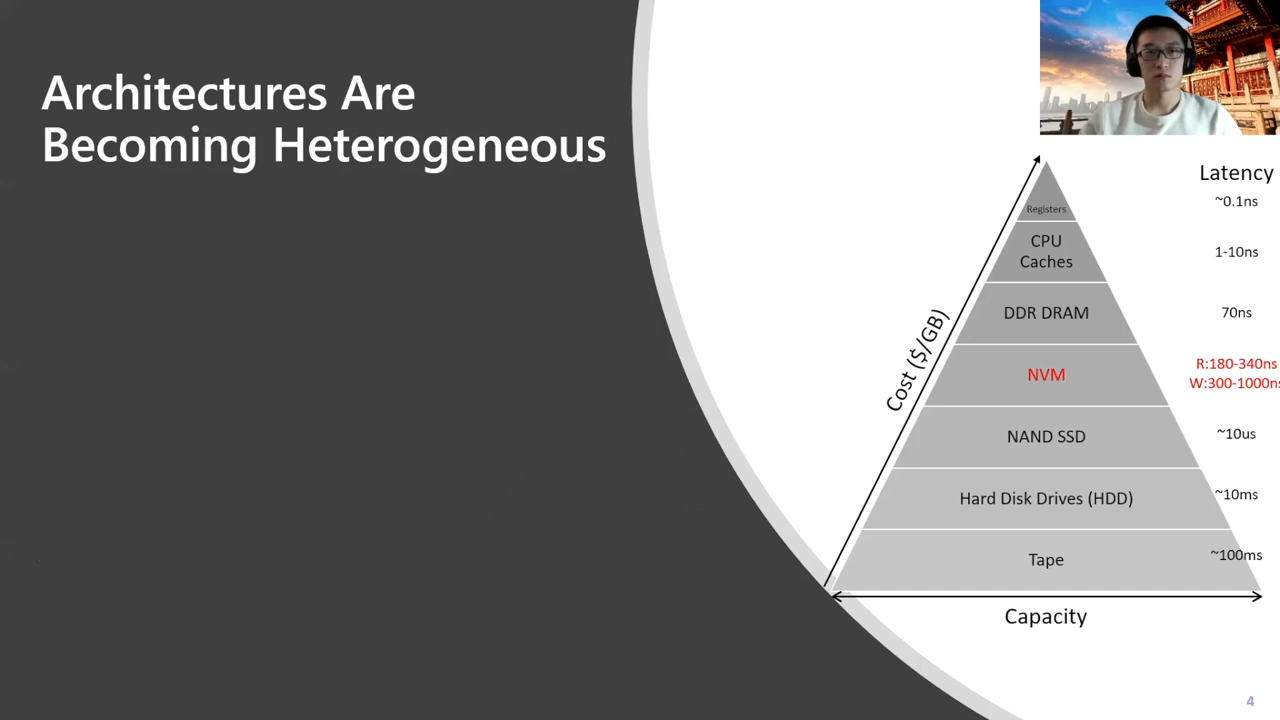 Architectures Are
Becoming Heterogeneous
Latency
Registers
~0.1ns
CPU
Caches
1-10ns
DDR DRAM
70ns
NVM
R:180-340ns
W:300-1000ns
NAND SSD
~10us
Hard Disk Drives (HDD)
~10ms
Tape
~100ms
Cost ($/GB)
Capacity
4